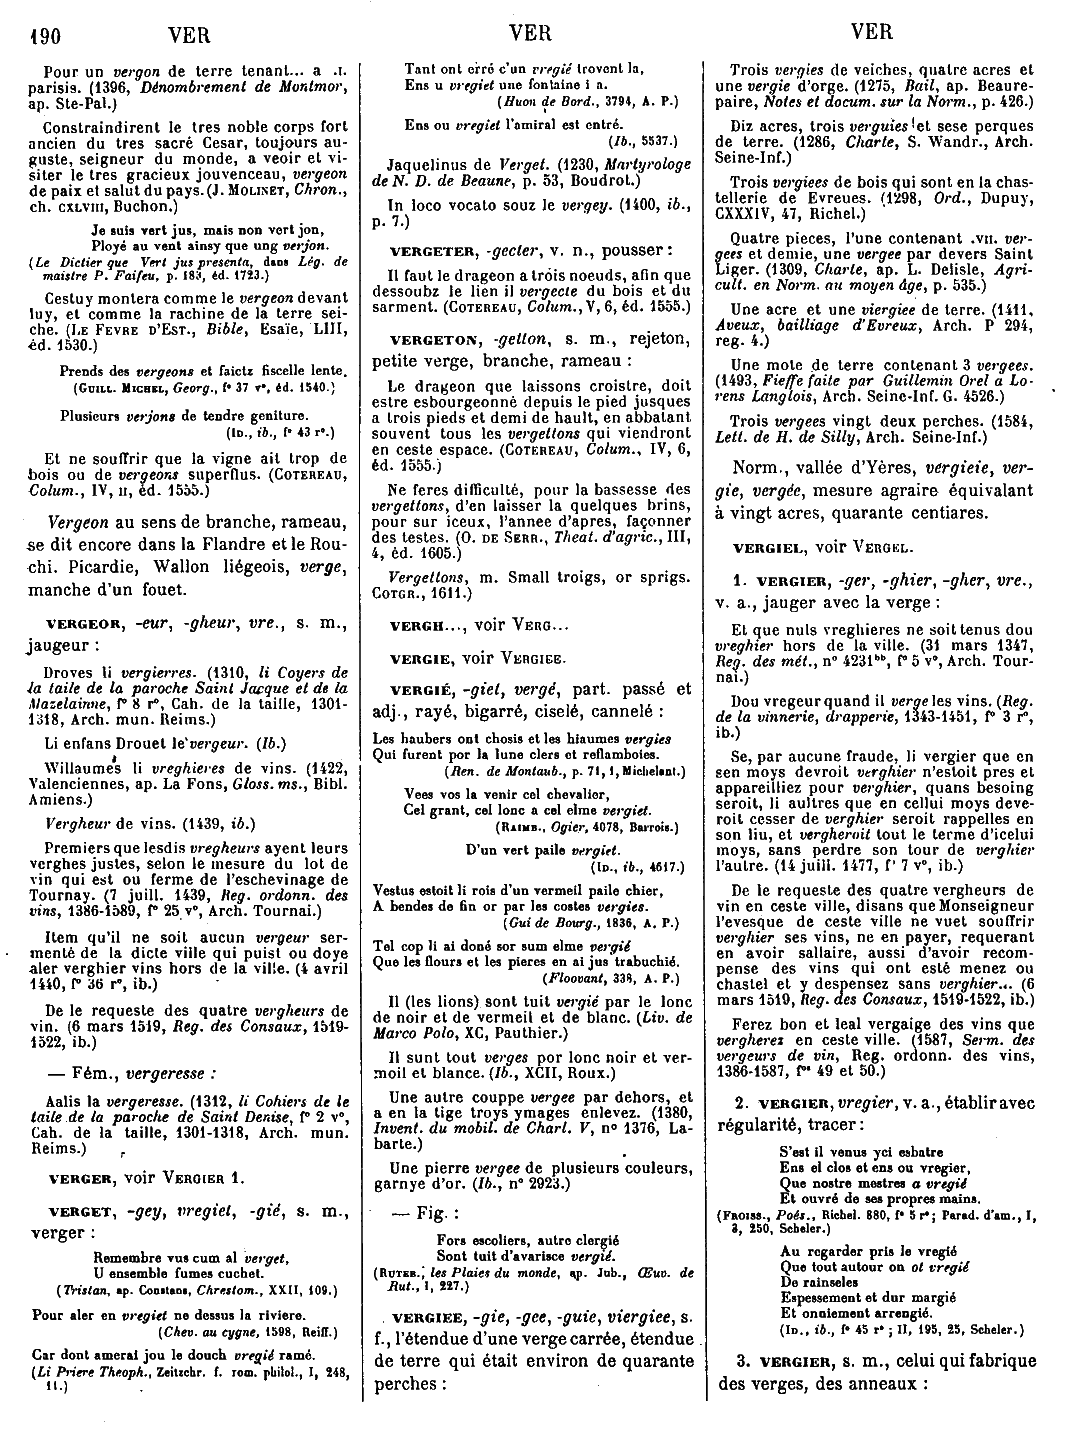 190 VER VER VER
Pour un vergon de terre tenant... a .I.
parisis. (1396, Dénombrement de Montmor,
ap. Ste-Pal.)
Constraindirent le tres noble corps fort
ancien du tres sacré Cesar, toujours au-
guste, seigneur du monde, a veoir et vi-
siter le tres gracieux jouvenceau, vergeon
de paix et salut du pays. (J. MOLINET, Chron.,
ch. CXLVIII, Buchon.)
Je suis vert jus, mais non vert jon,
Ployé au vent ainsy que ung verjon.
(Le Dictier que Vert jus presenta, dans Lég. de
maistre P. Faifeu, p. 183, éd. 1723.)
Cestuy montera comme le vergeon devant
luy, et comme la rachine de la terre sei-
che. (LE FEVRE D'EST., Bible, Esaïe, LIII,
éd. 1530.)
Prends des vergeons et faictz fiscelle lente.
(GUILL. MICHEL, Georg., f° 37 v°, éd. 1540.)
Plusieurs verjons de tendre geniture.
(ID., ib., f° 43 r°.)
Et ne souffrir que la vigne ait trop de
bois ou de vergeons superflus. (COTEREAU,
Colum., IV, II, éd. 1555.)
Vergeon au sens de branche, rameau,
se dit encore dans la Flandre et le Rou-
chi. Picardie, Wallon liégeois, verge,
manche d'un fouet.
VERGEOR, -eur, -gheur, vre., s. m.,
jaugeur :
Droves li vergierres. (1310, li Coyers de
la taile de la paroche Saint Jacque et de la
Mazelainne, f° 8 r°, Cah. de la taille, 1301-
1318, Arch. mun. Reims.)
Li enfans Drouet le vergeur. (Ib.)
Willaumes li vreghieres de vins. (1422,
Valenciennes, ap. La Fons, Gloss. ms., Bibl.
Amiens.)
Vergheur de vins. (1439, ib.)
Premiers que lesdis vregheurs ayent leurs
verghes justes, selon le mesure du lot de
vin qui est ou ferme de l'eschevinage de
Tournay. (7 juill. 1439, Reg. ordonn. des
vins, 1386-1589, f° 25 v°, Arch. Tournai.)
Item qu'il ne soit aucun vergeur ser-
menté de la dicte ville qui puist ou doye
aler verghier vins hors de la ville. (4 avril
1440, f° 36 r°, ib.)
De le requeste des quatre vergheurs de
vin. (6 mars 1519, Reg. des Consaux, 1519-
1522, ib.)
— Fém., vergeresse :
Aalis la vergeresse. (1312, li Cohiers de le
taile de la paroche de Saint Denise, f° 2 v°,
Cah. de la taille, 1301-1318, Arch. mun.
Reims.)
VERGER, voir VERGIER 1.
VERGET, -gey, vregiet, -gié, s. m.,
verger :
Remembre vus cum al verget,
U ensemble fumes cuchet.
(Tristan, ap. Constans, Chrestom., XXII, 109.)
Pour aler en vregiet ne dessus la riviere.
(Chev. au cygne, 1598, Reiff.)
Car dont amerai jou le douch vregié ramé.
(Li Priere Theoph., Zeitschr. f. rom. philol., I, 248,
11.)
Tant ont erré c'un vregié trovent la,
Ens u vregiet une fontaine i a.
(Huon de Bord., 3794, A. P.)
Ens ou vregiet l'amiral est entré.
(Ib., 5537.)
Jaquelinus de Verget. (1230, Martyrologe
de N. D. de Beaune, p. 53, Boudrot.)
In loco vocato souz le vergey. (1400, ib.,
p. 7.)
VERGETER, -gecter, v. n., pousser :
Il faut le drageon a trois noeuds, afin que
dessoubz le lien il vergecte du bois et du
sarment. (COTEREAU, Colum., V, 6, éd. 1555.)
VERGETON, -getton, s. m., rejeton,
petite verge, branche, rameau :
Le drageon que laissons croistre, doit
estre esbourgeonné depuis le pied jusques
a trois pieds et demi de hault, en abbatant
souvent tous les vergettons qui viendront
en ceste espace. (COTEREAU, Colum., IV, 6,
éd. 1555.)
Ne feres difficulté, pour la bassesse des
vergettons, d'en laisser la quelques brins,
pour sur iceux, l'annee d'apres, façonner
des testes. (O. DE SERR., Theat. d'agric., III,
4, éd. 1605.)
Vergettons, m. Small troigs, or sprigs.
COTGR., 1611.)
VERGH..., voir VERG...
VERGIE, voir VERGIEE.
VERGIÉ, -giet, vergé, part. passé et
adj., rayé, bigarré, ciselé, cannelé :
Les haubers ont chosis et les hiaumes vergies
Qui furent por la lune clers et reflamboies.
(Ren. de Montaub., p. 71, 1, Michelant.)
Vees vos la venir cel chevalier,
Cel grant, cel lonc a cel elme vergiet.
(RAIMB., Ogier, 4078, Barrois.)
D'un vert paile vergiet.
(ID., ib., 4617.)
Vestus estoit li rois d'un vermeil paile chier,
A bendes de fin or par les costes vergies.
(Gui de Bourg., 1836, A. P.)
Tel cop li ai doné sor sum elme vergié
Que les flours et les pieres en ai jus trabuchié.
(Floovant, 338, A. P.)
Il (les lions) sont tuit vergié par le lonc
de noir et de vermeil et de blanc. (Liv. de
Marco Polo, XC, Pauthier.)
Il sunt tout verges por lonc noir et ver-
moil et blance. (Ib., XCII, Roux.)
Une autre couppe vergee par dehors, et
a en la tige troys ymages enlevez. (1380,
Invent. du mobil. de Charl. V, n° 1376, La-
barte.)
Une pierre vergee de plusieurs couleurs,
garnye d'or. (Ib., n° 2923.)
— Fig. :
Fors escoliers, autre clergié
Sont tuit d'avarisce vergié.
(RUTEB., les Plaies du monde, ap. Jub., Œuv. de
Rut., I, 227.)
VERGIEE, -gie, -gee, -guie, viergiee, s.
f., l'étendue d'une verge carrée, étendue
de terre qui était environ de quarante
perches :
Trois vergies de veiches, quatre acres et
une vergie d'orge. (1275, Bail, ap. Beaure-
paire, Notes et docum. sur la Norm., p. 426.)
Diz acres, trois verguies et sese perques
de terre. (1286, Charte, S. Wandr., Arch.
Seine-Inf.)
Trois vergiees de bois qui sont en la chas-
tellerie de Evreues. (1298, Ord., Dupuy,
CXXXIV, 47, Richel.)
Quatre pieces, l'une contenant .VII. ver-
gees et demie, une vergee par devers Saint
Liger. (1309, Charte, ap. L. Delisle, Agri-
cult. en Norm. au moyen âge, p. 535.)
Une acre et une viergiee de terre. (1411,
Aveux, bailliage d'Evreux, Arch. P 294,
reg. 4.)
Une mote de terre contenant 3 vergees.
(1493, Fieffe faite par Guillemin Orel a Lo-
rens Langlois, Arch. Seine-Inf. G. 4526.)
Trois vergees vingt deux perches. (1584,
Lett. de H. de Silly, Arch. Seine-Inf.)
Norm., vallée d'Yères, vergieie, ver-
gie, vergée, mesure agraire équivalant
à vingt acres, quarante centiares.
VERGIEL, voir VERGEL.
1. VERGIER, -ger, -ghier, -gher, vre.,
v. a., jauger avec la verge :
Et que nuls vreghieres ne soit tenus dou
vreghier hors de la ville. (31 mars 1347,
Reg. des mét., n° 4231bb, f° 5 v°, Arch. Tour-
nai.)
Dou vregeur quand il verge les vins. (Reg.
de la vinnerie, drapperie, 1343-1451, f° 3 r°,
ib.)
Se, par aucune fraude, li vergier que en
sen moys devroit verghier n'estoit pres et
appareilliez pour verghier, quans besoing
seroit, li aultres que en cellui moys deve-
roit cesser de verghier seroit rappelles en
son liu, et vergheroit tout le terme d'icelui
moys, sans perdre son tour de verghier
l'autre. (14 juill. 1477, f° 7 v°, ib.)
De le requeste des quatre vergheurs de
vin en ceste ville, disans que Monseigneur
l'evesque de ceste ville ne vuet souffrir
verghier ses vins, ne en payer, requerant
en avoir sallaire, aussi d'avoir recom-
pense des vins qui ont esté menez ou
chastel et y despensez sans verghier... (6
mars 1519, Reg. des Consaux, 1519-1522, ib.)
Ferez bon et leal vergaige des vins que
vergherez en ceste ville. (1587, Serm. des
vergeurs de vin, Reg. ordonn. des vins,
1386-1587, f°° 49 et 50.)
2. VERGIER, vregier, v. a., établir avec
régularité, tracer :
S'est il venus yci esbatre
Ens el clos et ens ou vregier,
Que nostre mestres a vregié
Et ouvré de ses propres mains.
(FROISS., Poés., Richel. 880, f° 5 r°; Parad. d'am., I,
3, 250, Scheler.)
Au regarder pris le vregié
Que tout autour on ot vregié
De rainseles
Espessement et dur margié
Et onniement arrengié.
(ID., ib., f° 45 r° ; II, 195, 25, Scheler.)
3. VERGIER, s. m., celui qui fabrique
des verges, des anneaux :